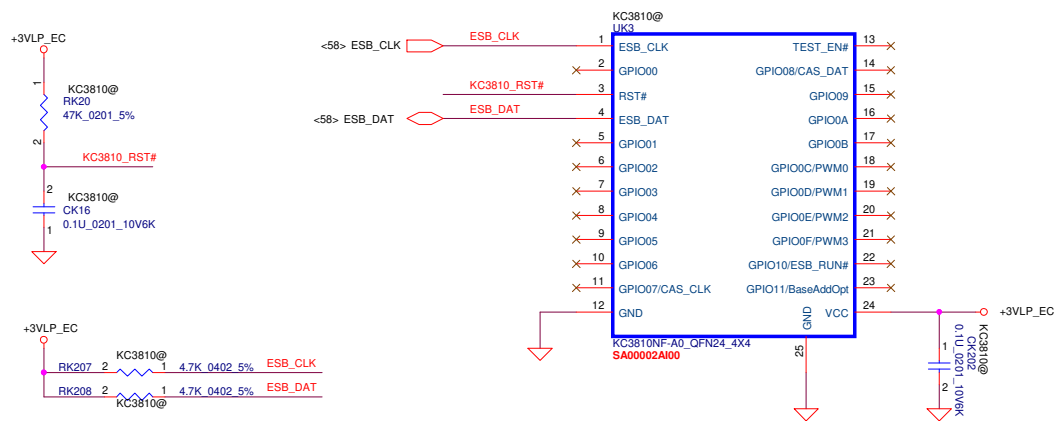 +3VLP_EC
1
KC3810@
RK20
47K_0201_5%
2
KC3810_RST#
2
KC3810@
CK16
0.1U_0201_10V6K
1
+3VLP_EC
KC3810@
RK207 2 1 4.7K_0402_5% ESB_CLK
RK208 2 1 4.7K_0402_5% ESB_DAT
KC3810@
<58> ESB_CLK
ESB_CLK
KC3810_RST#
<58> ESB_DAT
ESB_DAT
KC3810@
UK3
1 ESB_CLK
2 GPIO00
3 RST#
4 ESB_DAT
5 GPIO01
6 GPIO02
7 GPIO03
8 GPIO04
9 GPIO05
10 GPIO06
11 GPIO07/CAS_CLK
12 GND
TEST_EN# 13
GPIO08/CAS_DAT 14
GPIO09 15
GPIO0A 16
GPIO0B 17
GPIO0C/PWM0 18
GPIO0D/PWM1 19
GPIO0E/PWM2 20
GPIO0F/PWM3 21
GPIO10/ESB_RUN# 22
GPIO11/BaseAddOpt 23
VCC 24
GND
25
KC3810NF-A0_QFN24_4X4
SA00002AI00
+3VLP_EC
1
2
KC3810@
CK202
0.1U_0201_10V6K